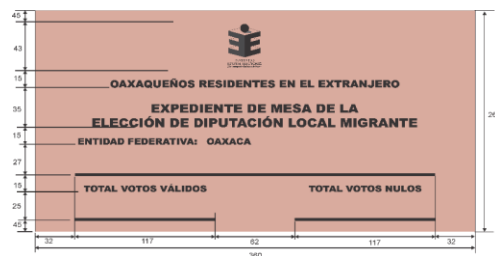 45
43
15
35
15
27
15
25
45
OAXAQUEÑOS RESIDENTES EN EL EXTRANJERO
EXPEDIENTE DE MESA DE LA
ELECCIÓN DE DIPUTACIÓN LOCAL MIGRANTE
ENTIDAD FEDERATIVA: OAXACA
TOTAL VOTOS VÁLIDOS TOTAL VOTOS NULOS
32 117 62 117 32
360